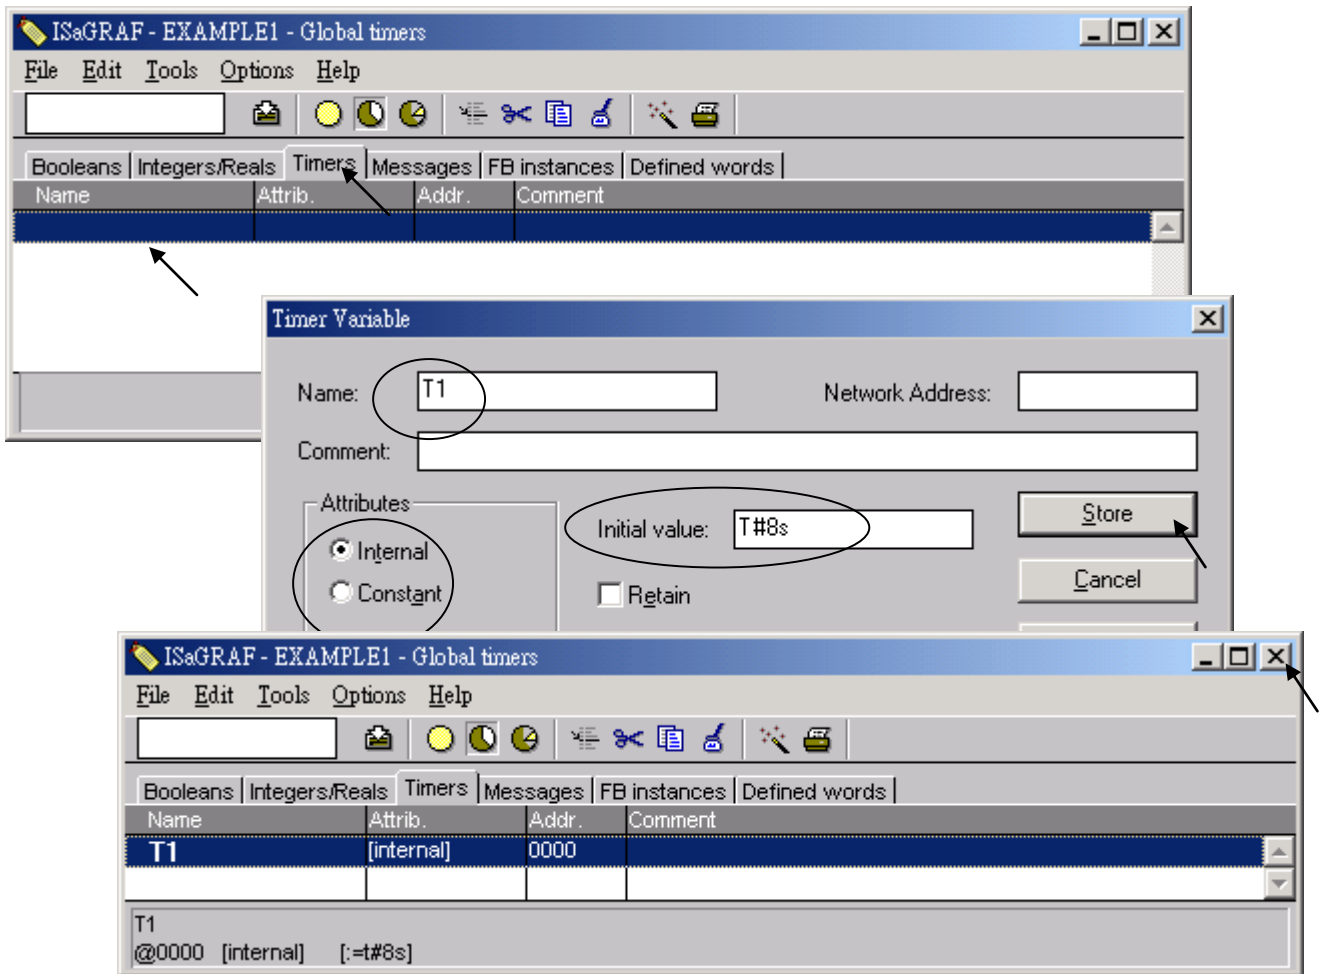 ISaGRAF - EXAMPLE1 - Global timers
File Edit Tools Options Help
Booleans Integers/Reals Timers Messages FB instances Defined words
Name Attrib. Addr. Comment
Timer Variable
Name: T1 Network Address:
Comment:
Attributes
Initial value: T#8s Store
Internal
Cancel
Constant Retain
ISaGRAF - EXAMPLE1 - Global timers
File Edit Tools Options Help
Booleans Integers/Reals Timers Messages FB instances Defined words
Name Attrib. Addr. Comment
T1 [internal] 0000
T1
@0000 [internal] [:=t#8s]